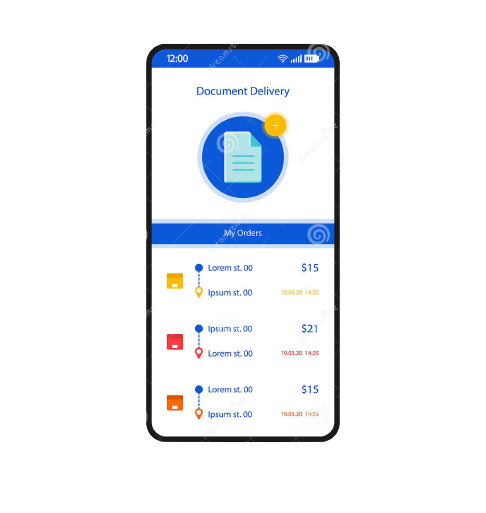 12:00
Document Delivery
My Orders
Lorem st. 00 $15
Ipsum st. 00 19.03.20 14:25
Ipsum st. 00 $21
Lorem st. 00 19.03.20 14:25
Lorem st. 00 $15
Ipsum st. 00 19.03.20 14:25